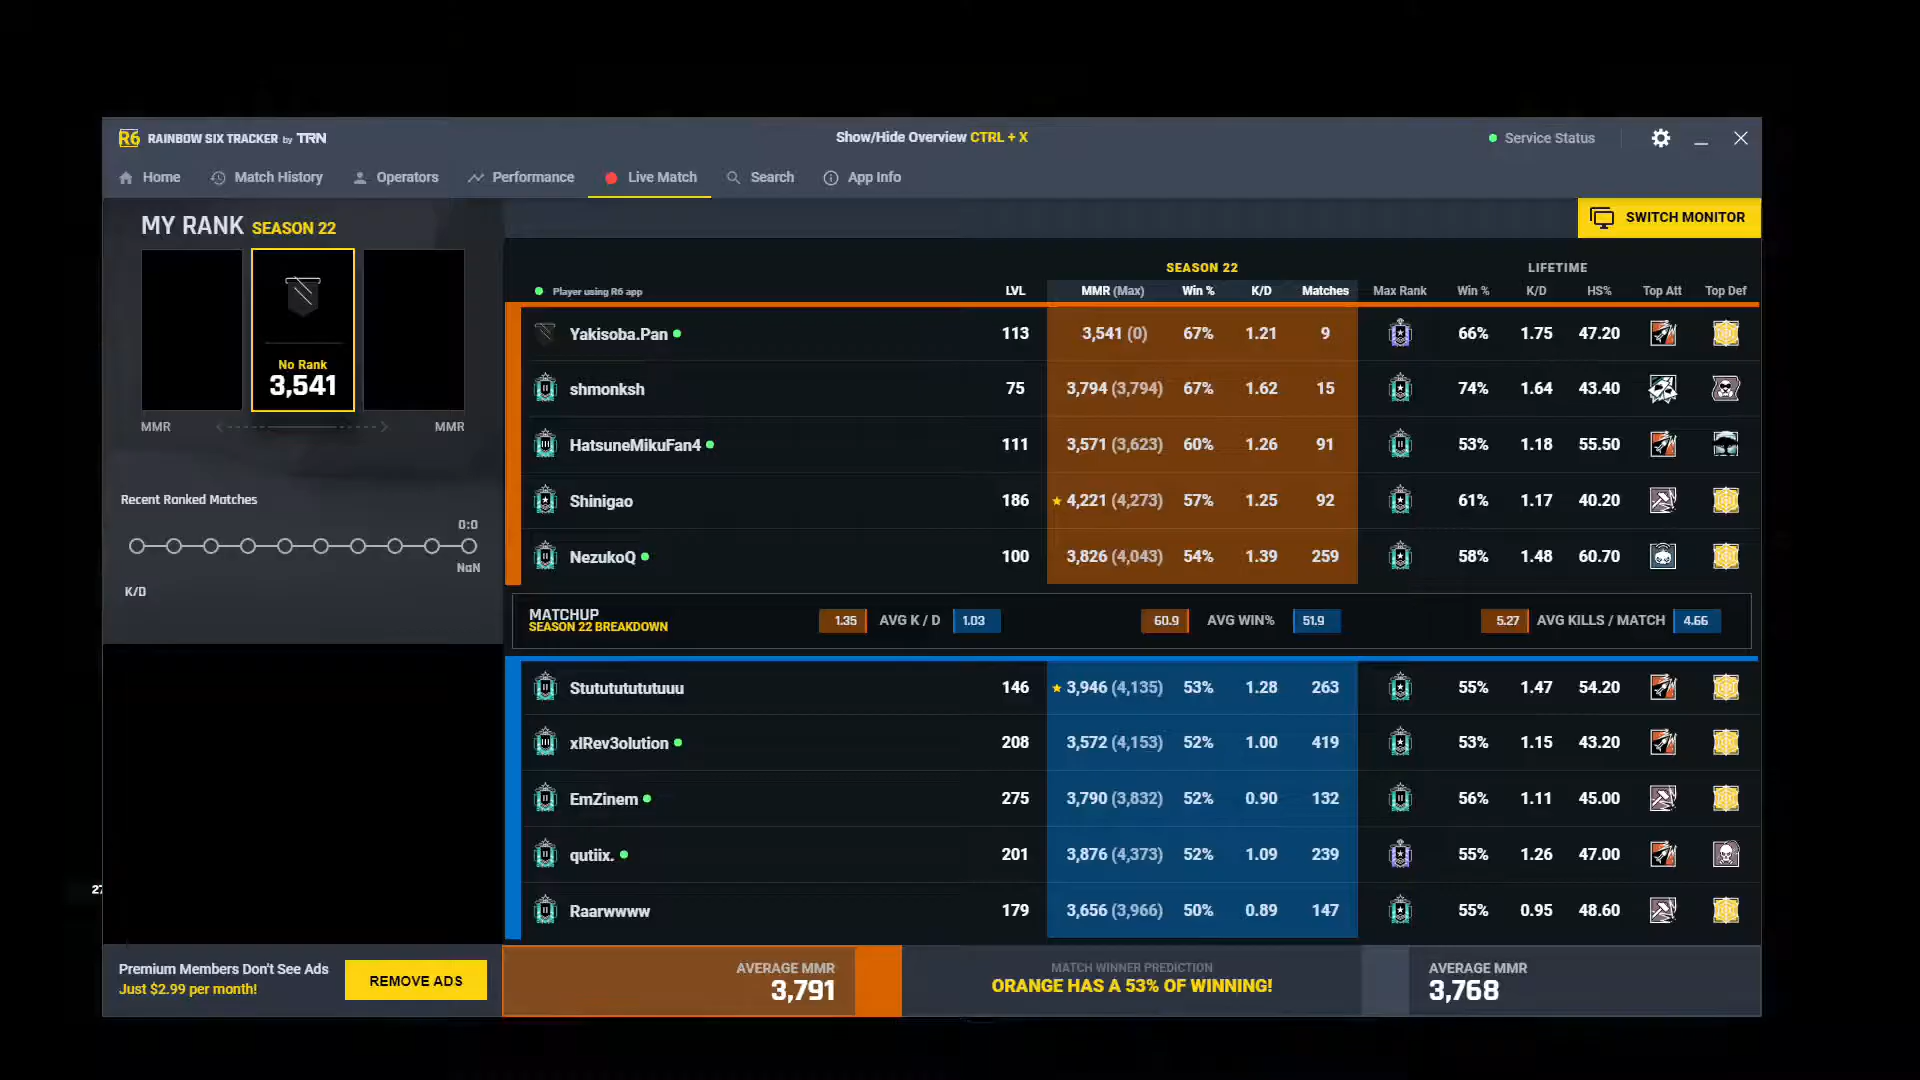 R6 RAINBOW SIX TRACKER by TRN
Show/Hide Overview CTRL + X
Service Status
Home
Match History
Operators
Performance
Live Match
Search
App Info
MY RANK SEASON 22
SWITCH MONITOR
No Rank
3,541
MMR
MMR
Recent Ranked Matches
0:0
NaN
K/D
SEASON 22
LIFETIME
Player using R6 app LVL MMR (Max) Win % K/D Matches Max Rank Win % K/D HS% Top Att Top Def
Yakisoba.Pan 113 3,541 (0) 67% 1.21 9 66% 1.75 47.20
shmonksh 75 3,794 (3,794) 67% 1.62 15 74% 1.64 43.40
HatsuneMikuFan4 111 3,571 (3,623) 60% 1.26 91 53% 1.18 55.50
Shinigao 186 4,221 (4,273) 57% 1.25 92 61% 1.17 40.20
NezukoQ 100 3,826 (4,043) 54% 1.39 259 58% 1.48 60.70
MATCHUP
SEASON 22 BREAKDOWN
1.35 AVG K / D 1.03
60.9 AVG WIN% 51.9
5.27 AVG KILLS / MATCH 4.66
Stutututututuuu 146 3,946 (4,135) 53% 1.28 263 55% 1.47 54.20
xlRev3olution 208 3,572 (4,153) 52% 1.00 419 53% 1.15 43.20
EmZinem 275 3,790 (3,832) 52% 0.90 132 56% 1.11 45.00
qutiix. 201 3,876 (4,373) 52% 1.09 239 55% 1.26 47.00
Raarwwww 179 3,656 (3,966) 50% 0.89 147 55% 0.95 48.60
27
Premium Members Don't See Ads
Just $2.99 per month!
REMOVE ADS
AVERAGE MMR
3,791
MATCH WINNER PREDICTION
ORANGE HAS A 53% OF WINNING!
AVERAGE MMR
3,768